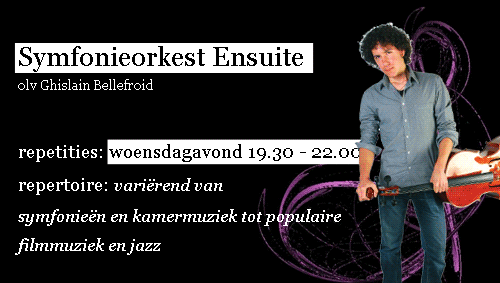 Symfonieorkest Ensuite
olv Ghislain Bellefroid
repetities: woensdagavond 19.30 - 22.00
repertoire: variërend van
symfonieën en kamermuziek tot populaire
filmmuziek en jazz